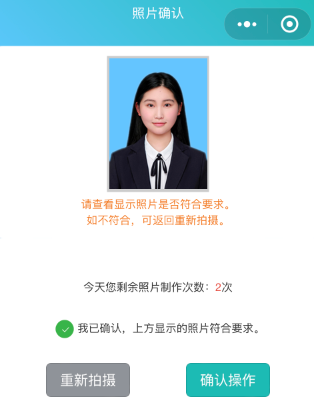 照片确认
请查看显示照片是否符合要求。
如不符合，可返回重新拍摄。
今天您剩余照片制作次数：2次
我已确认，上方显示的照片符合要求。
重新拍摄
确认操作